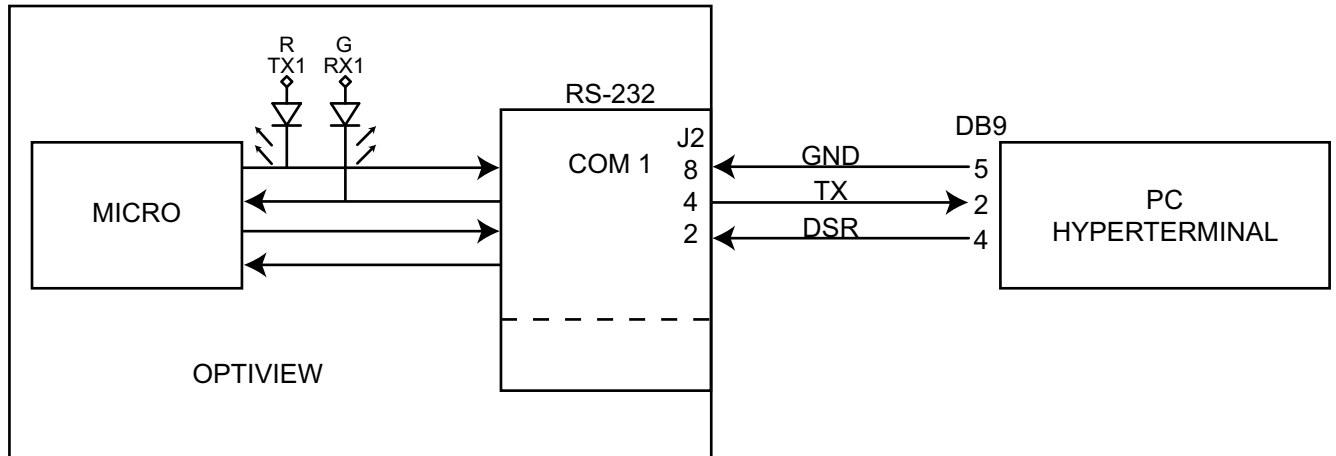 R
TX1
G
RX1
RS-232
J2
DB9
COM 1
8
GND
5
MICRO
4
TX
2
PC
HYPERTERMINAL
2
DSR
4
OPTIVIEW